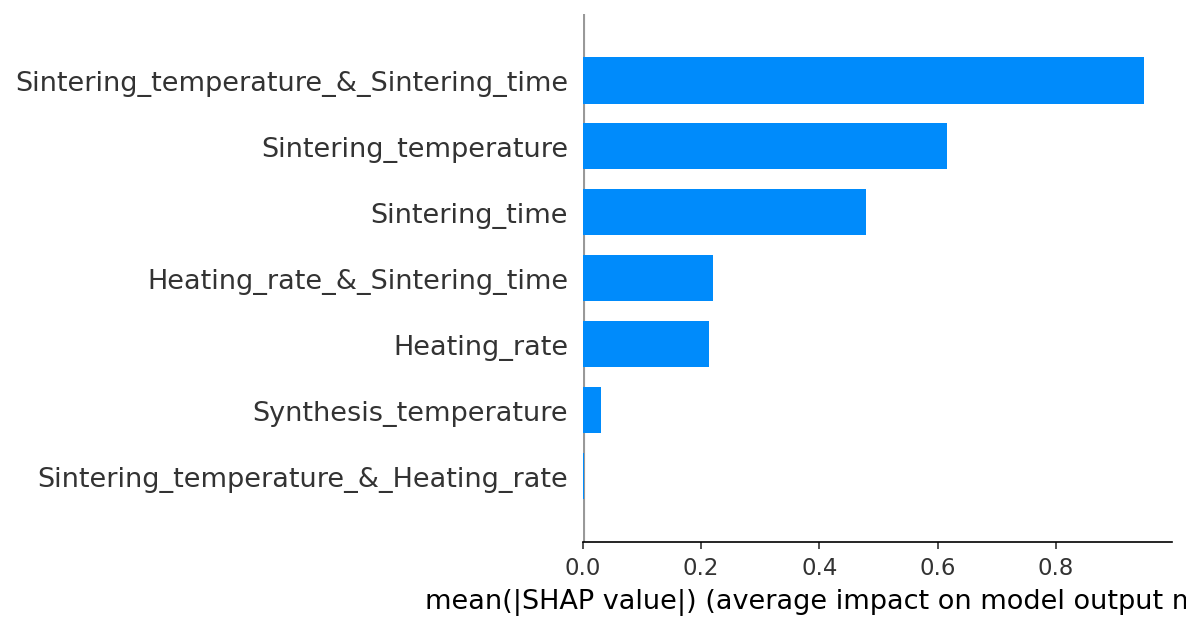 Sintering_temperature_&_Sintering_time
Sintering_temperature
Sintering_time
Heating_rate_&_Sintering_time
Heating_rate
Synthesis_temperature
Sintering_temperature_&_Heating_rate
0.0 0.2 0.4 0.6 0.8
mean(|SHAP value|) (average impact on model output